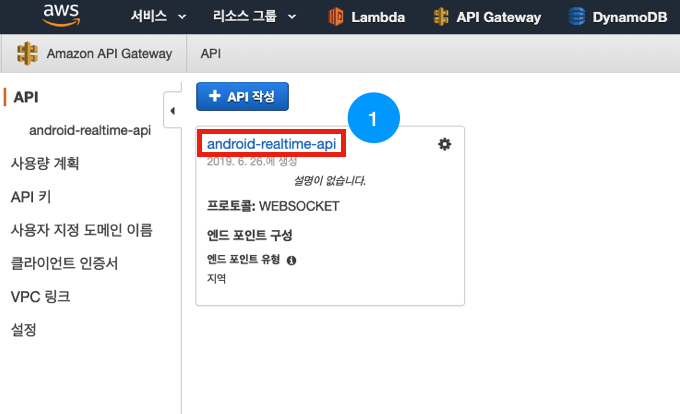 aws 서비스 리소스 그룹 Lambda API Gateway DynamoDB
Amazon API Gateway API
API
android-realtime-api
사용량 계획
API 키
사용자 지정 도메인 이름
클라이언트 인증서
VPC 링크
설정
+ API 작성
1
android-realtime-api
2019. 6. 26.에 생성
설명이 없습니다.
프로토콜: WEBSOCKET
엔드 포인트 구성
엔드 포인트 유형
지역